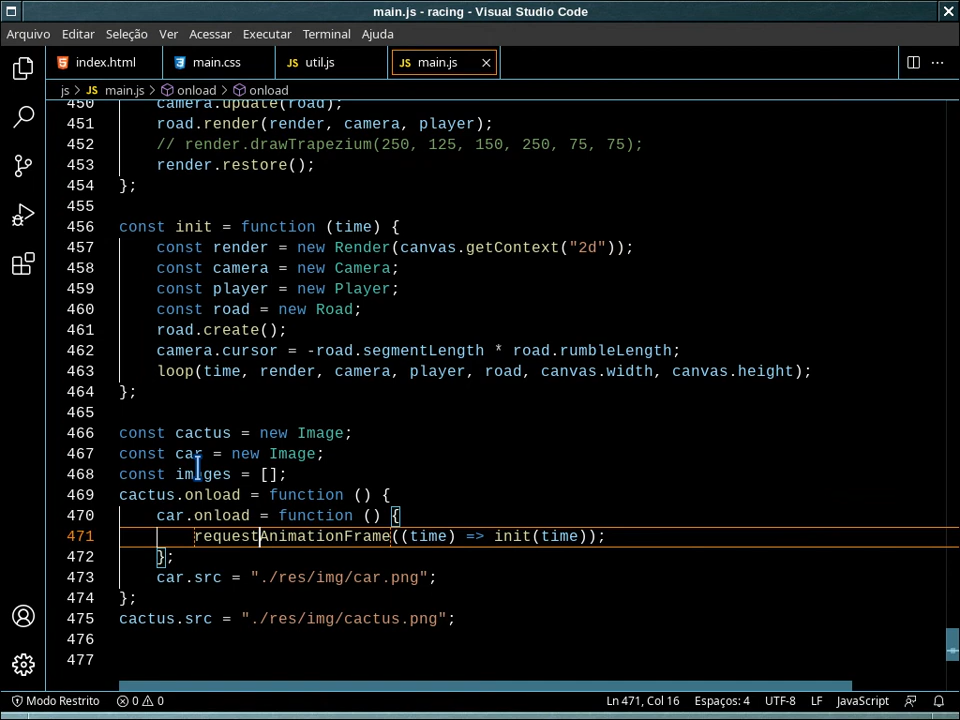 main.js - racing - Visual Studio Code
Arquivo Editar Seleção Ver Acessar Executar Terminal Ajuda
index.html main.css JS util.js JS main.js
js > JS main.js > onload > onload
450 camera.update(road);
451 road.render(render, camera, player);
452 // render.drawTrapezium(250, 125, 150, 250, 75, 75);
453 render.restore();
454 };
455
456 const init = function (time) {
457 const render = new Render(canvas.getContext("2d"));
458 const camera = new Camera;
459 const player = new Player;
460 const road = new Road;
461 road.create();
462 camera.cursor = -road.segmentLength * road.rumbleLength;
463 loop(time, render, camera, player, road, canvas.width, canvas.height);
464 };
465
466 const cactus = new Image;
467 const car = new Image;
468 const images = [];
469 cactus.onload = function () {
470 car.onload = function () {
471 requestAnimationFrame((time) => init(time));
472 };
473 car.src = "./res/img/car.png";
474 };
475 cactus.src = "./res/img/cactus.png";
476
477
Modo Restrito 0 0 Ln 471, Col 16 Espaços: 4 UTF-8 LF JavaScript